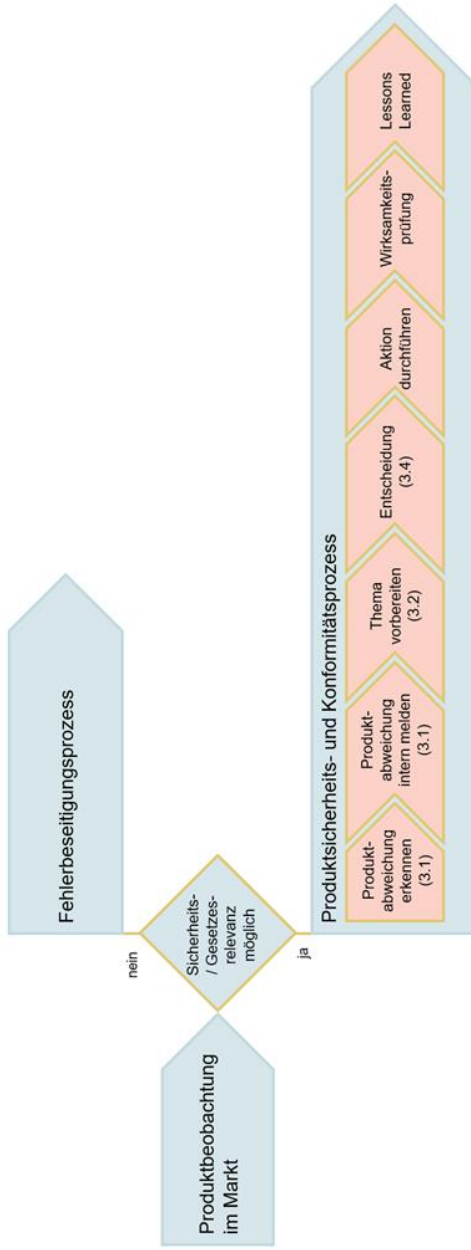 Produktbeobachtung
im Markt
Sicherheits-
/ Gesetzes-
relevanz
möglich
nein
ja
Fehlerbeseitigungsprozess
Produktsicherheits- und Konformitätsprozess
Produkt-
abweichung
erkennen
(3.1)
Produkt-
abweichung
intern melden
(3.1)
Thema
vorbereiten
(3.2)
Entscheidung
(3.4)
Aktion
durchführen
Wirksamkeits-
prüfung
Lessons
Learned